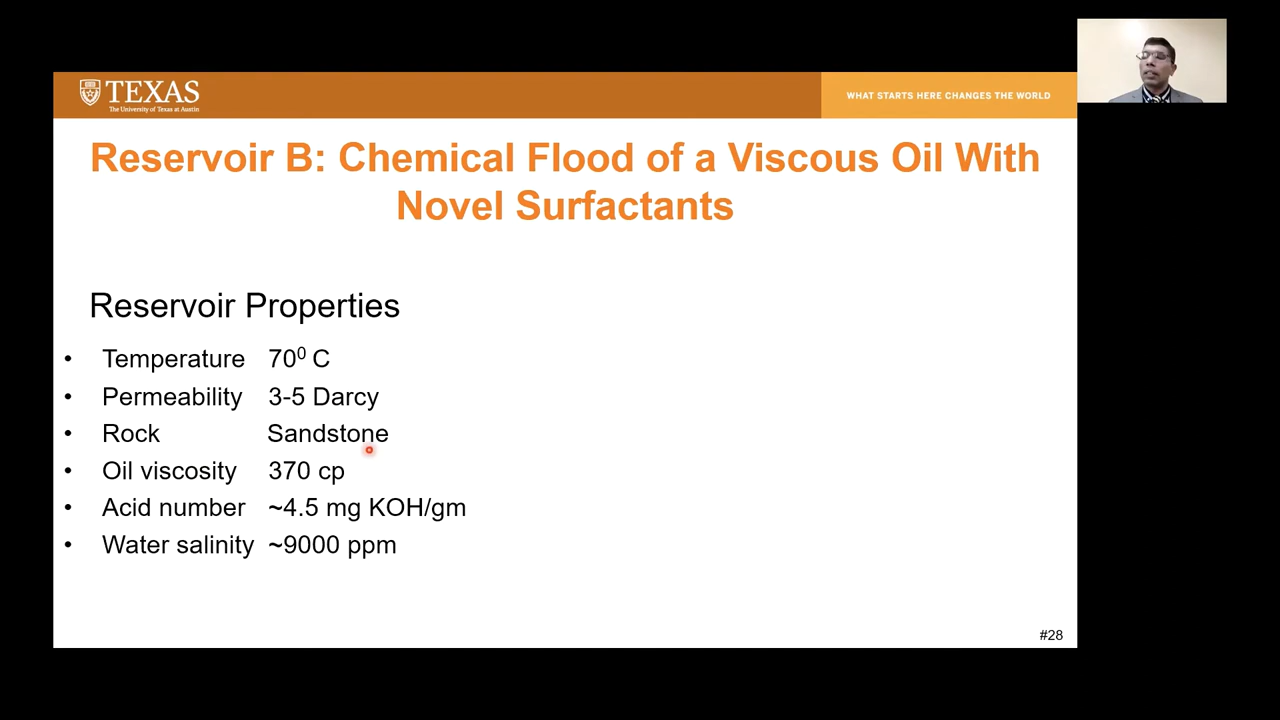 TEXAS
The University of Texas at Austin
WHAT STARTS HERE CHANGES THE WORLD
Reservoir B: Chemical Flood of a Viscous Oil With
Novel Surfactants
Reservoir Properties
• Temperature 70⁰ C
• Permeability 3-5 Darcy
• Rock Sandstone
• Oil viscosity 370 cp
• Acid number ~4.5 mg KOH/gm
• Water salinity ~9000 ppm
#28